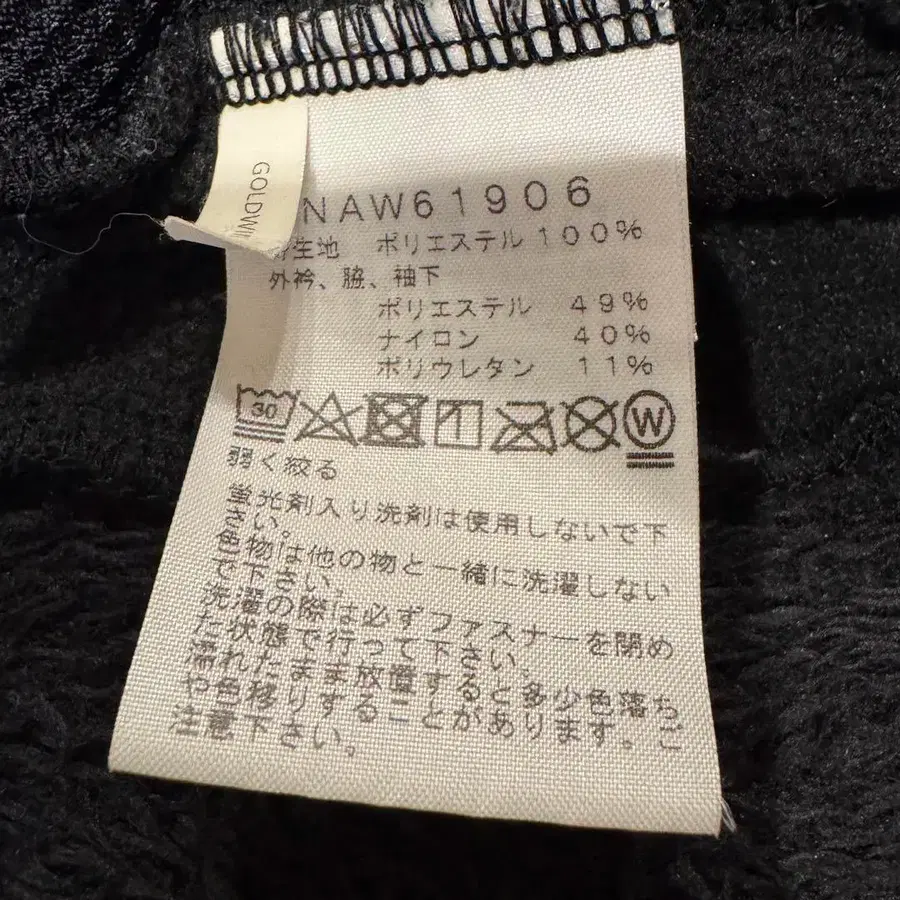 GOLDWI
NAW61906
身生地 ポリエステル 100%
外衿、脇、袖下
ポリエステル 49%
ナイロン 40%
ポリウレタン 11%
30
W
弱く絞る
蛍光剤入り洗剤は使用しないで下
さい。
色物は他の物と一緒に洗濯しない
で下さい。
洗濯の際は必ずファスナーを閉め
た状態で行って下さい。
濡れたまま放置すると多少色落ち
や色移りすることがあります。ご
注意下さい。